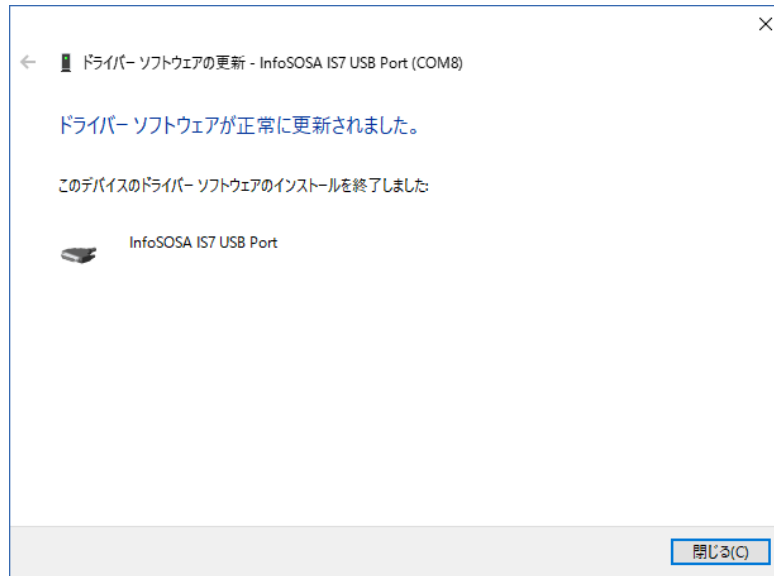 ドライバー ソフトウェアの更新 - InfoSOSA IS7 USB Port (COM8)
ドライバー ソフトウェアが正常に更新されました。
このデバイスのドライバー ソフトウェアのインストールを終了しました:
InfoSOSA IS7 USB Port
閉じる(C)